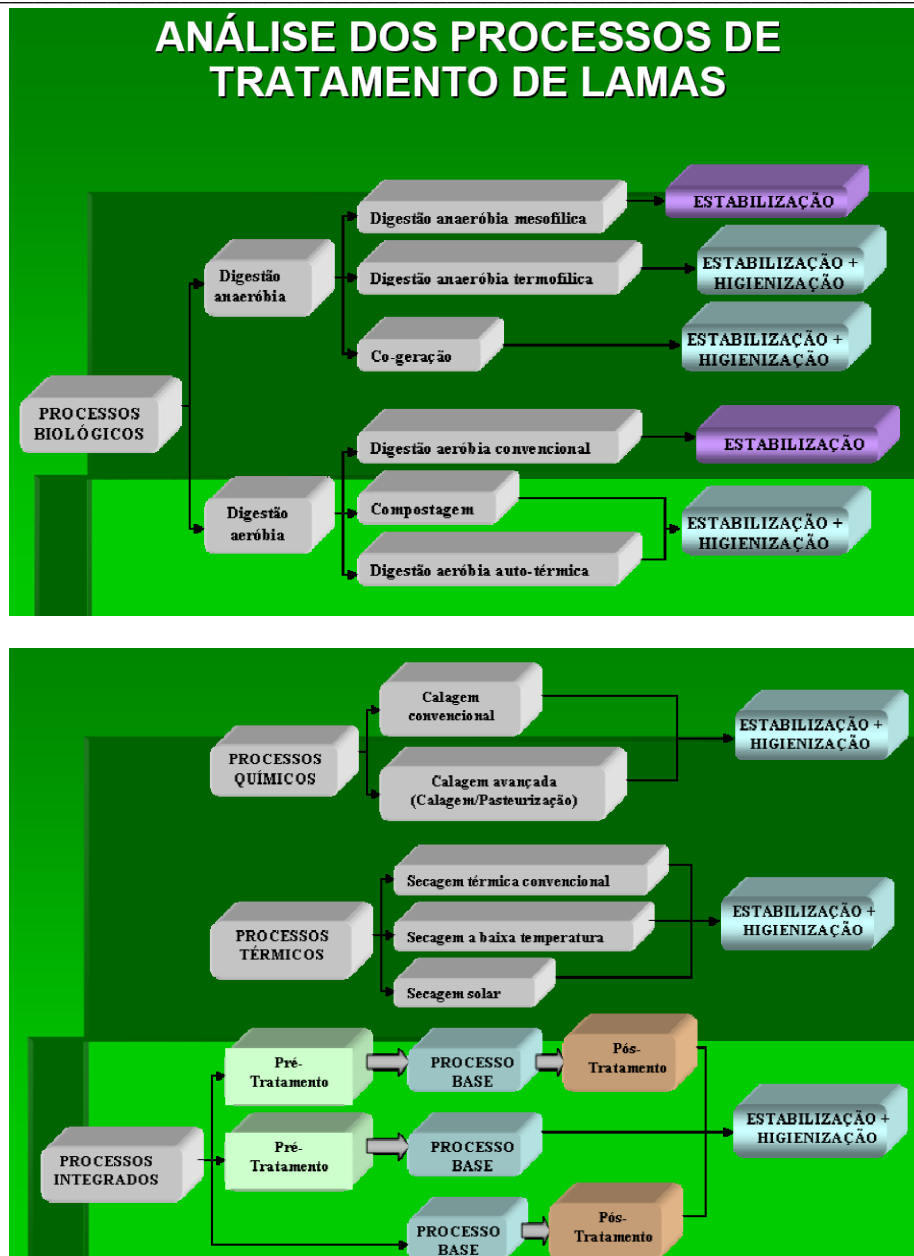 ANÁLISE DOS PROCESSOS DE
TRATAMENTO DE LAMAS
ESTABILIZAÇÃO
Digestão anaeróbia mesofilica
Digestão
anaeróbia
Digestão anaeróbia termofilica
ESTABILIZAÇÃO +
HIGIENIZAÇÃO
Co-geração
ESTABILIZAÇÃO +
HIGIENIZAÇÃO
PROCESSOS
BIOLÓGICOS
Digestão aeróbia convencional
ESTABILIZAÇÃO
Digestão
aeróbia
Compostagem
Digestão aeróbia auto-térmica
ESTABILIZAÇÃO +
HIGIENIZAÇÃO
PROCESSOS
QUÍMICOS
Calagem
convencional
Calagem avançada
(Calagem/Pasteurização)
ESTABILIZAÇÃO +
HIGIENIZAÇÃO
PROCESSOS
TÉRMICOS
Secagem térmica convencional
Secagem a baixa temperatura
Secagem solar
ESTABILIZAÇÃO +
HIGIENIZAÇÃO
PROCESSOS
INTEGRADOS
Pré-
Tratamento
PROCESSO
BASE
Pós-
Tratamento
Pré-
Tratamento
PROCESSO
BASE
ESTABILIZAÇÃO +
HIGIENIZAÇÃO
PROCESSO
BASE
Pós-
Tratamento